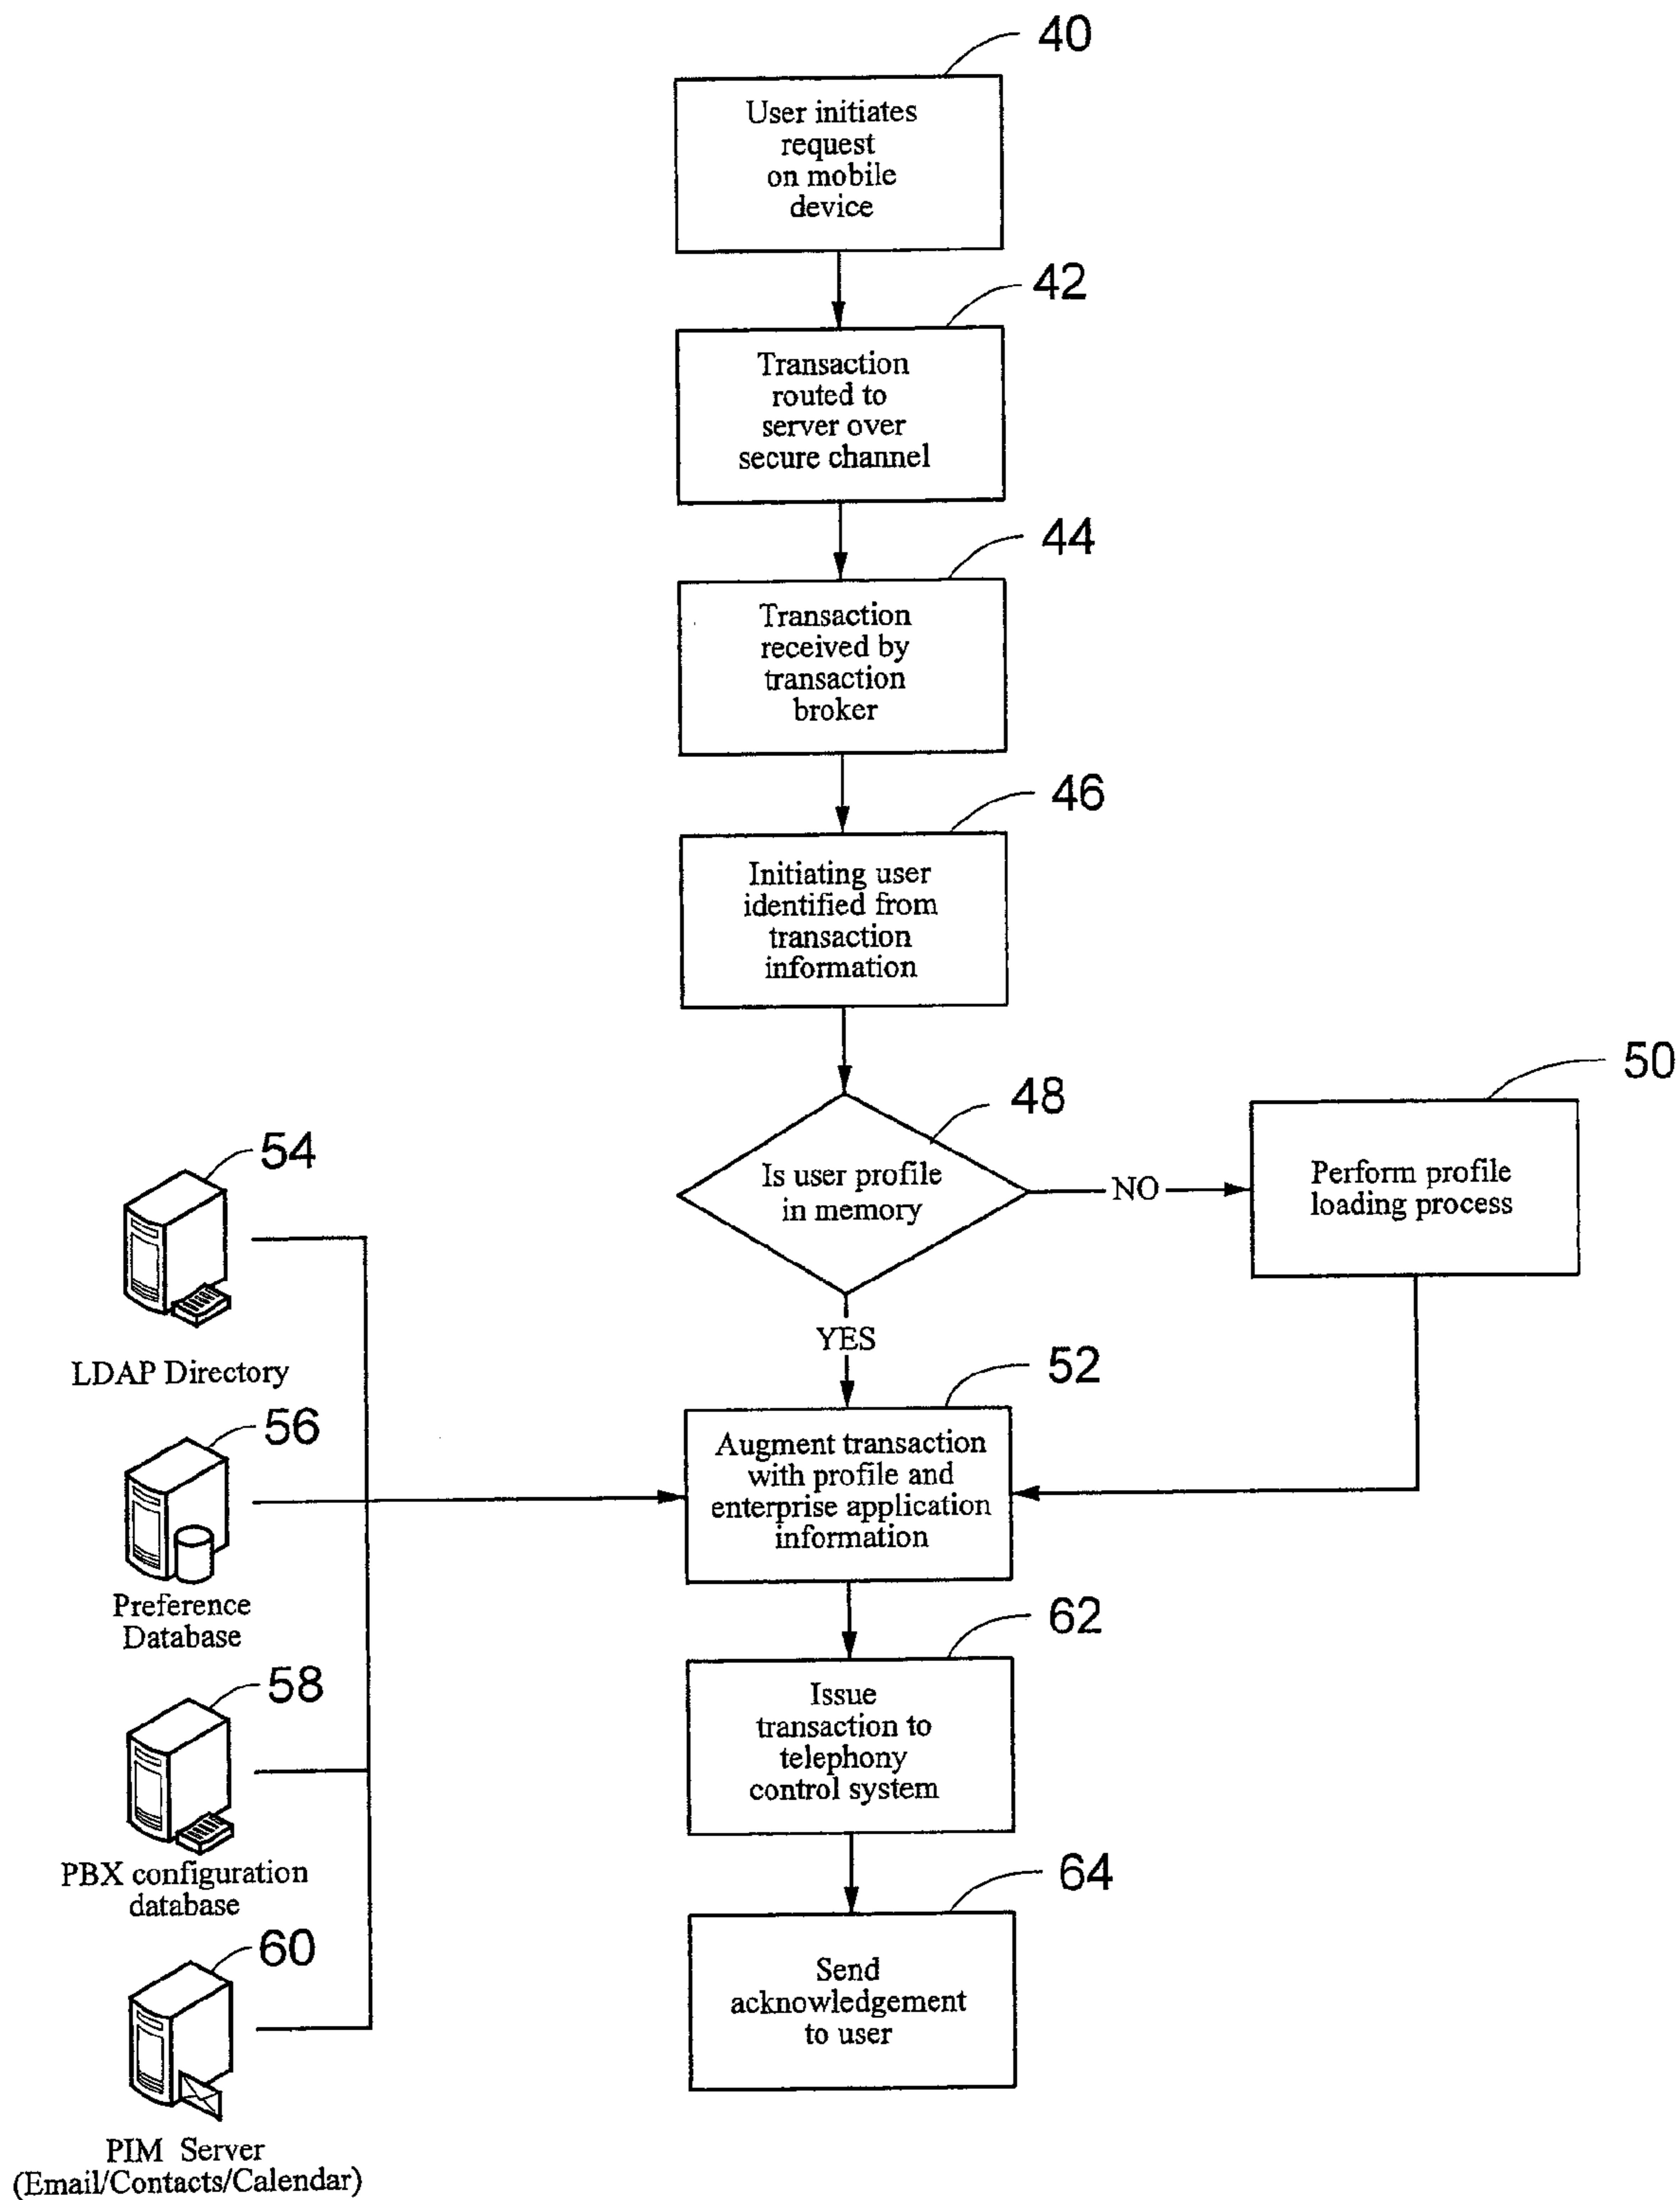 40
User initiates
request
on mobile
device
42
Transaction
routed to
server over
secure channel
44
Transaction
received by
transaction
broker
46
Initiating user
identified from
transaction
information
48
Is user profile
in memory
NO
50
Perform profile
loading process
YES
52
Augment transaction
with profile and
enterprise application
information
54
LDAP Directory
56
Preference
Database
58
PBX configuration
database
60
PIM Server
(Email/Contacts/Calendar)
62
Issue
transaction to
telephony
control system
64
Send
acknowledgement
to user